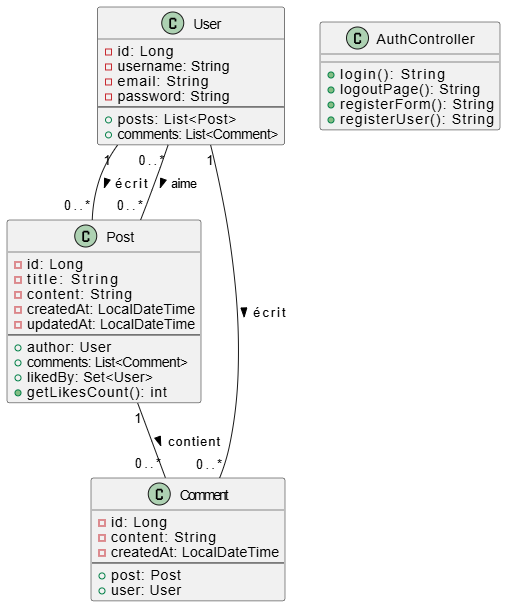 C User
id: Long
username: String
email: String
password: String
posts: List<Post>
comments: List<Comment>
C AuthController
login(): String
logoutPage(): String
registerForm(): String
registerUser(): String
1 0..* 1
écrit aime
0..* 0..*
C Post
id: Long
title: String
content: String
createdAt: LocalDateTime
updatedAt: LocalDateTime
author: User
comments: List<Comment>
likedBy: Set<User>
getLikesCount(): int
écrit
1
contient
0..* 0..*
C Comment
id: Long
content: String
createdAt: LocalDateTime
post: Post
user: User